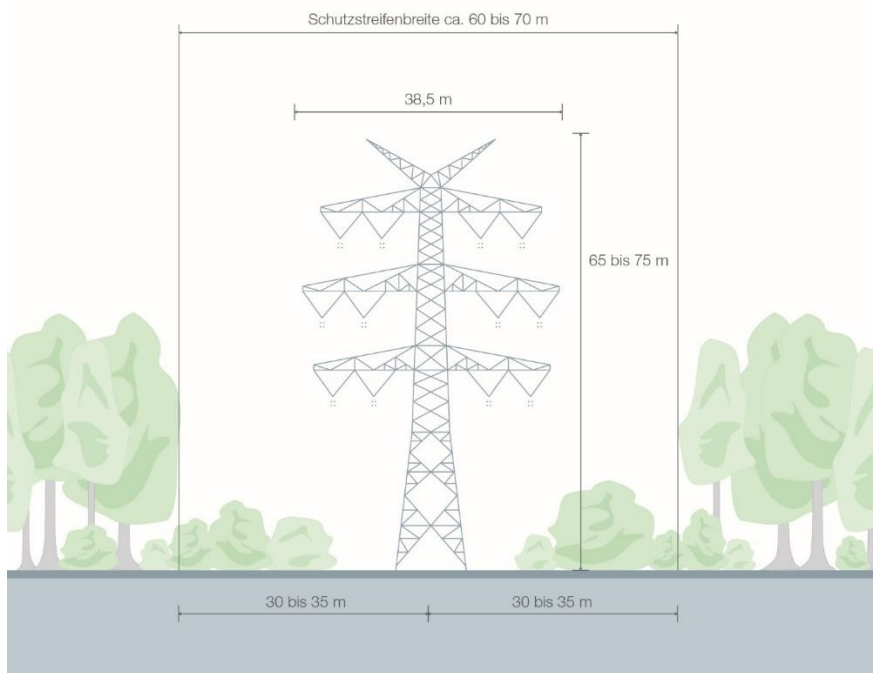 Schutzstreifenbreite ca. 60 bis 70 m
38,5 m
65 bis 75 m
30 bis 35 m
30 bis 35 m